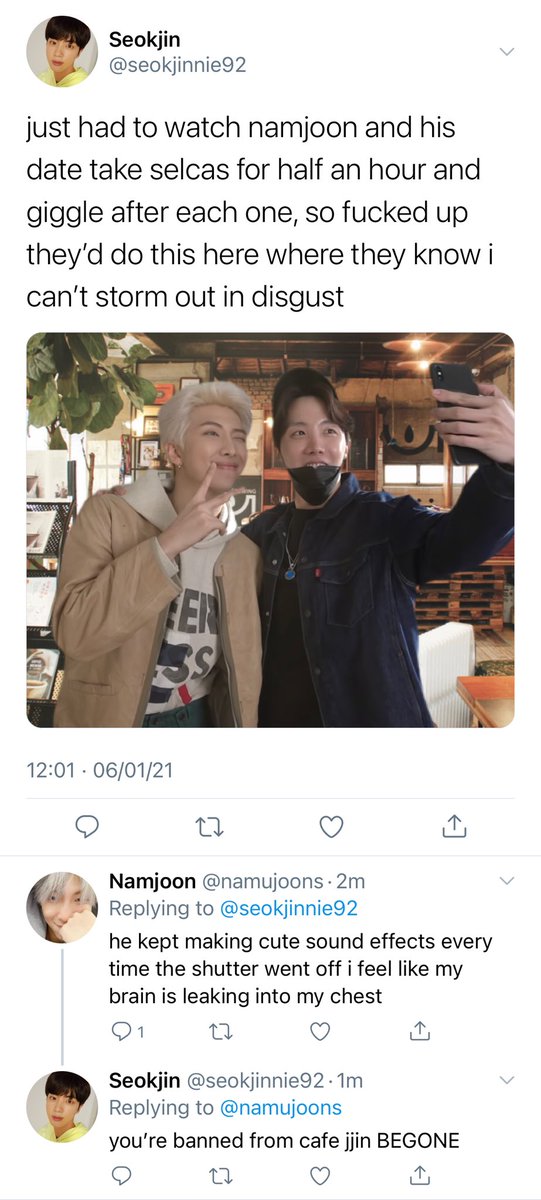 Seokjin
@seokjinnie92
just had to watch namjoon and his
date take selcas for half an hour and
giggle after each one, so fucked up
they’d do this here where they know i
can’t storm out in disgust
12:01 · 06/01/21
Namjoon @namujoons · 2m
Replying to @seokjinnie92
he kept making cute sound effects every
time the shutter went off i feel like my
brain is leaking into my chest
1
Seokjin @seokjinnie92 · 1m
Replying to @namujoons
you’re banned from cafe jjin BEGONE